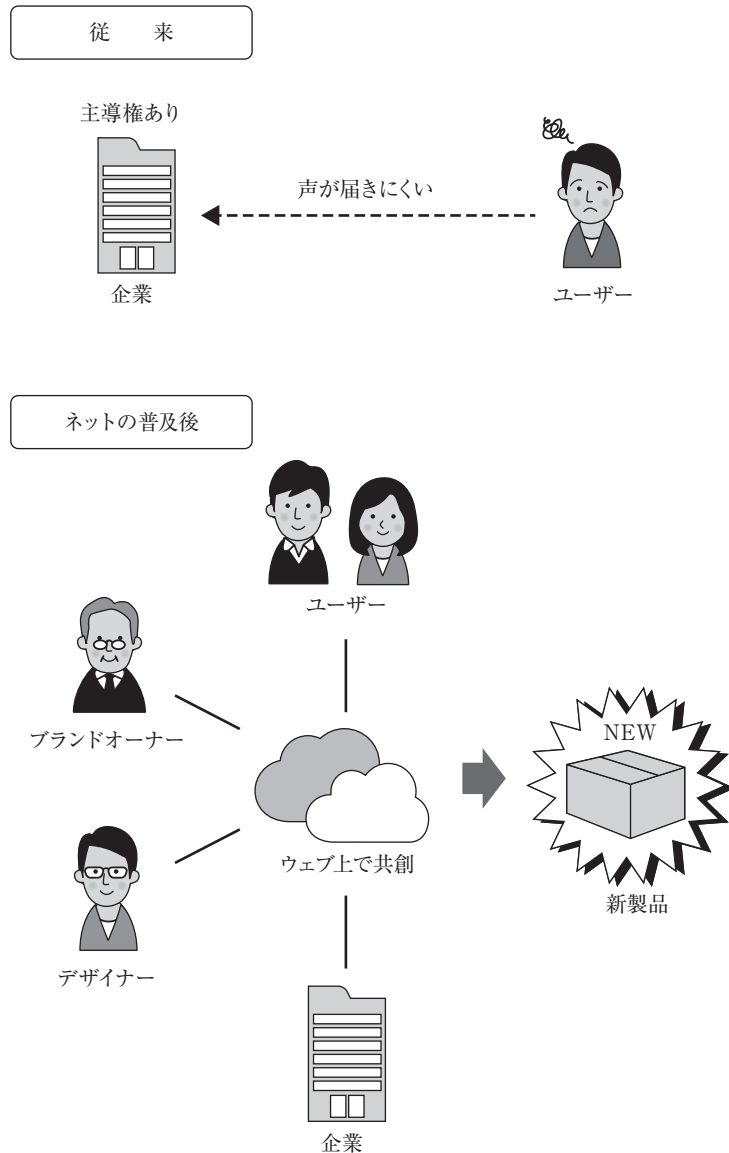 従　来
主導権あり
声が届きにくい
企業
ユーザー
ネットの普及後
ユーザー
ブランドオーナー
NEW
ウェブ上で共創
新製品
デザイナー
企業